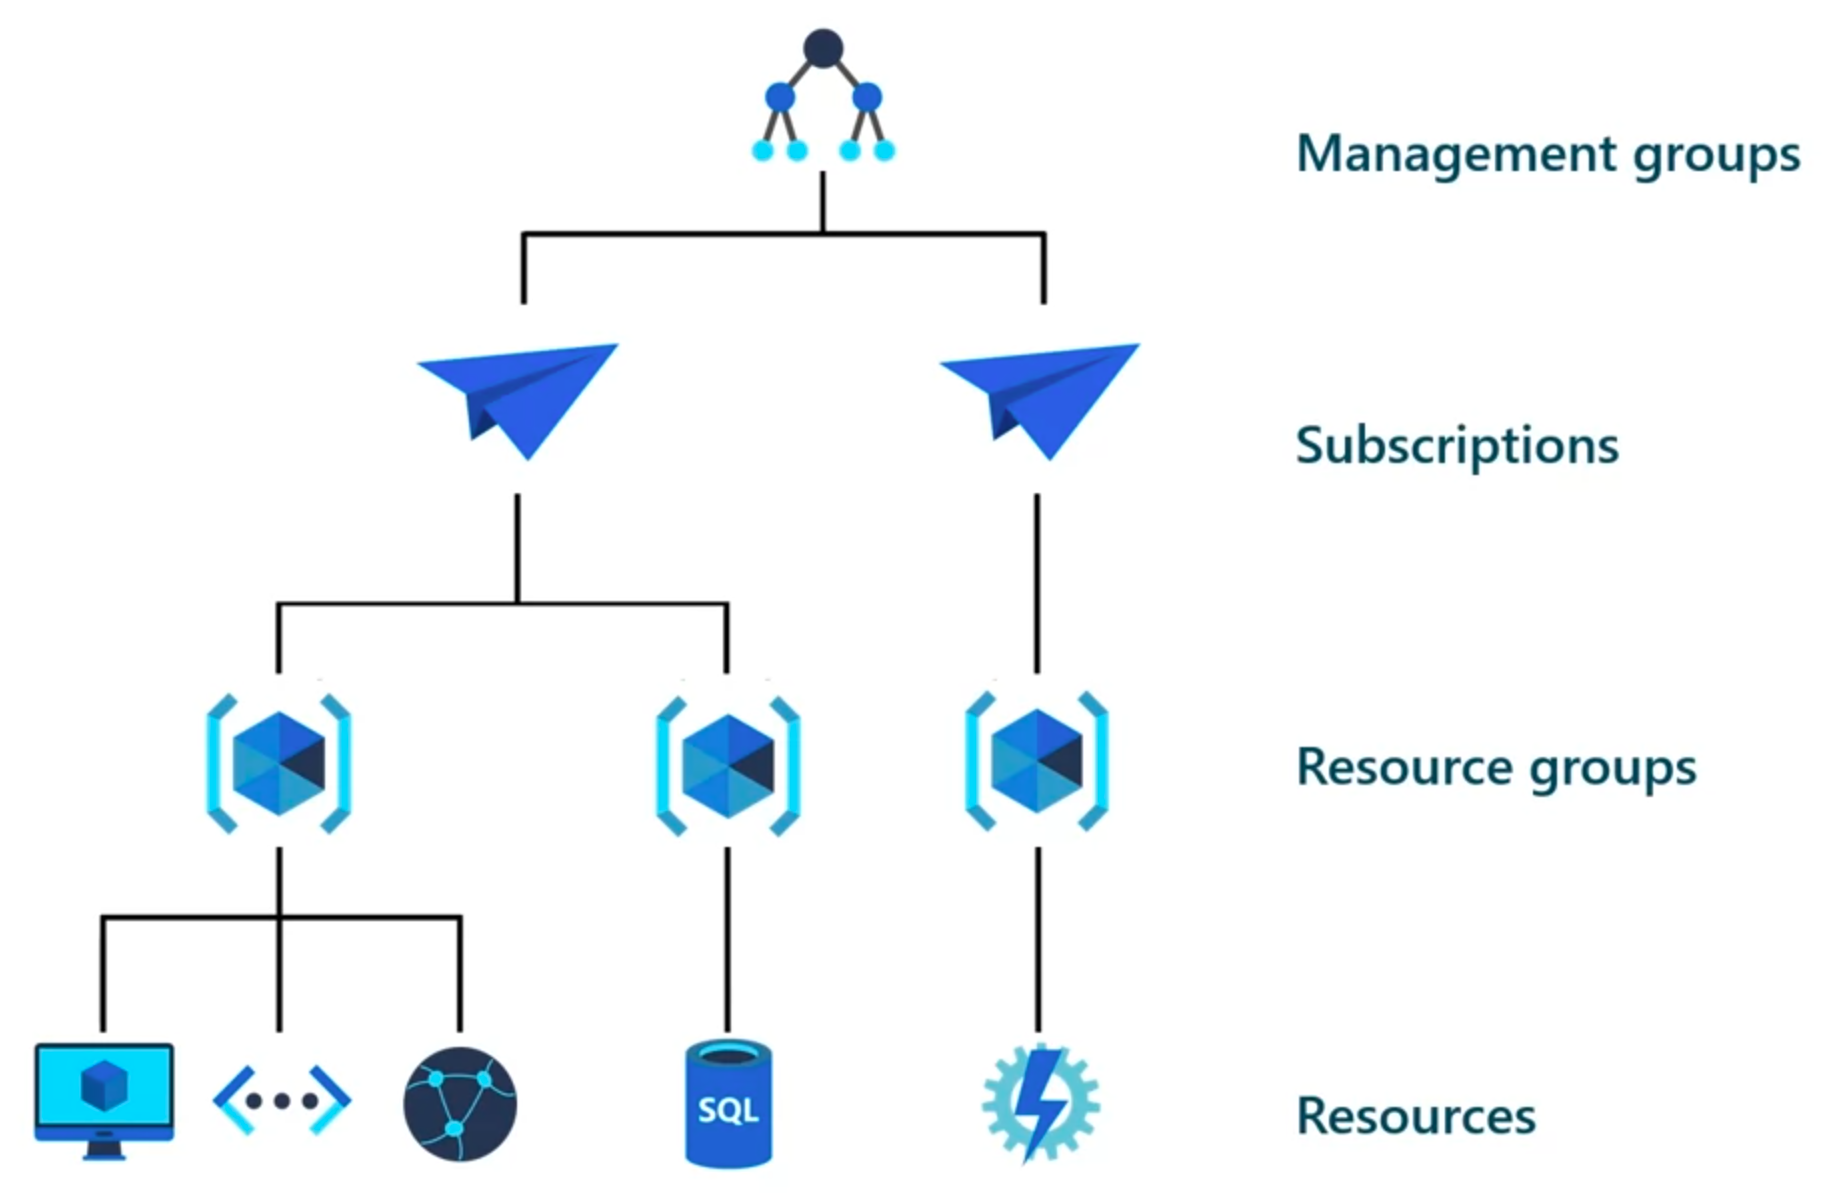 Management groups
Subscriptions
Resource groups
SQL
Resources